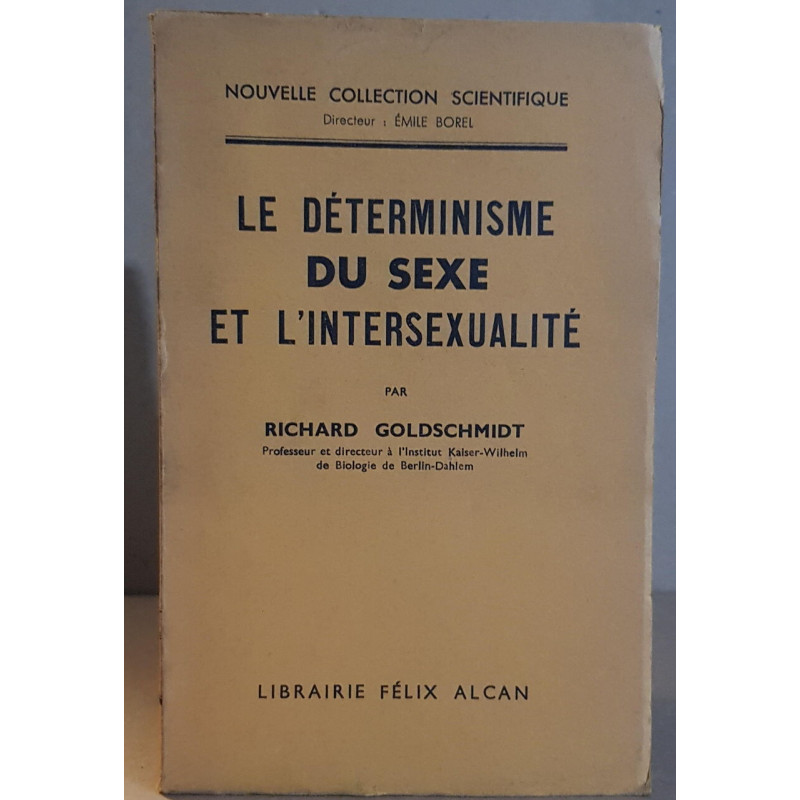 NOUVELLE COLLECTION SCIENTIFIQUE
Directeur : ÉMILE BOREL
LE DÉTERMINISME
DU SEXE
ET L'INTERSEXUALITÉ
PAR
RICHARD GOLDSCHMIDT
Professeur et directeur à l'Institut Kaiser-Wilhelm
de Biologie de Berlin-Dahlem
LIBRAIRIE FÉLIX ALCAN